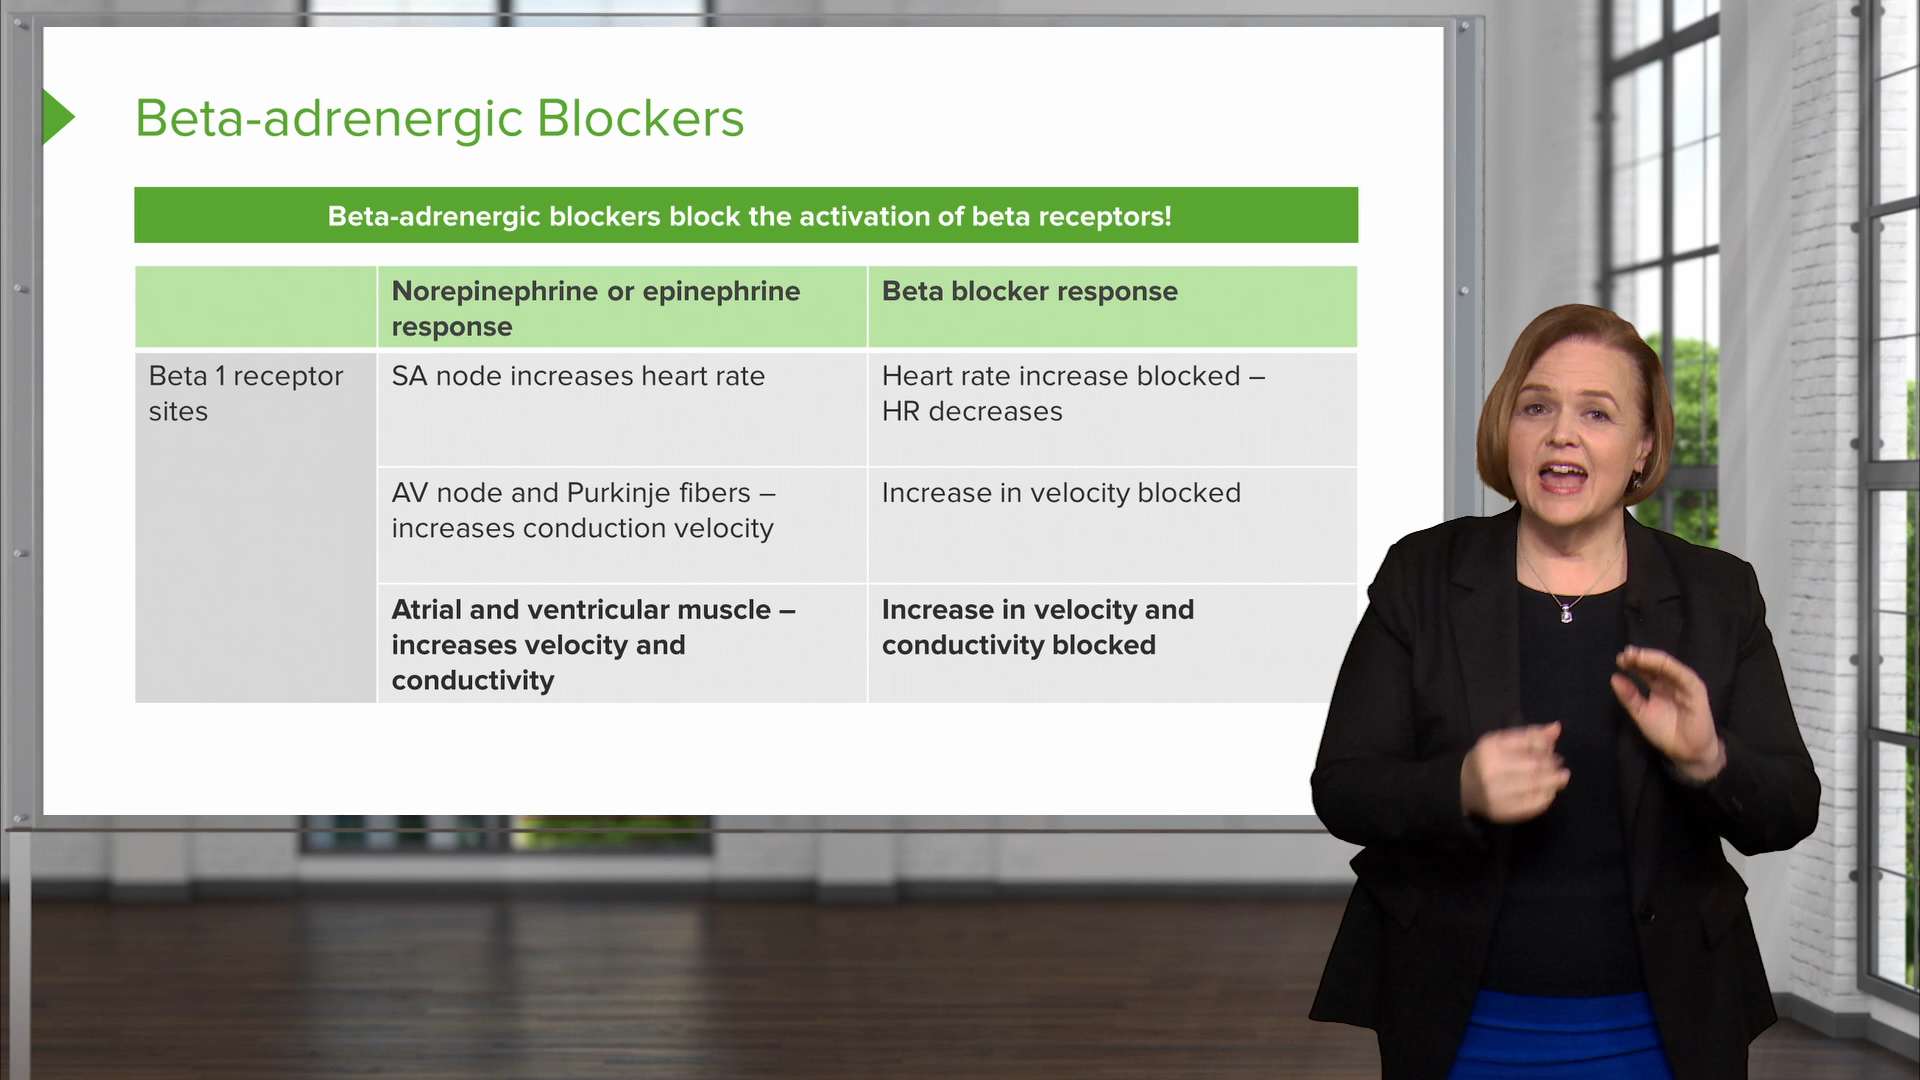 Beta-adrenergic Blockers
Beta-adrenergic blockers block the activation of beta receptors!
Norepinephrine or epinephrine
response
Beta blocker response
Beta 1 receptor
sites
SA node increases heart rate
Heart rate increase blocked –
HR decreases
AV node and Purkinje fibers –
increases conduction velocity
Increase in velocity blocked
Atrial and ventricular muscle –
increases velocity and
conductivity
Increase in velocity and
conductivity blocked